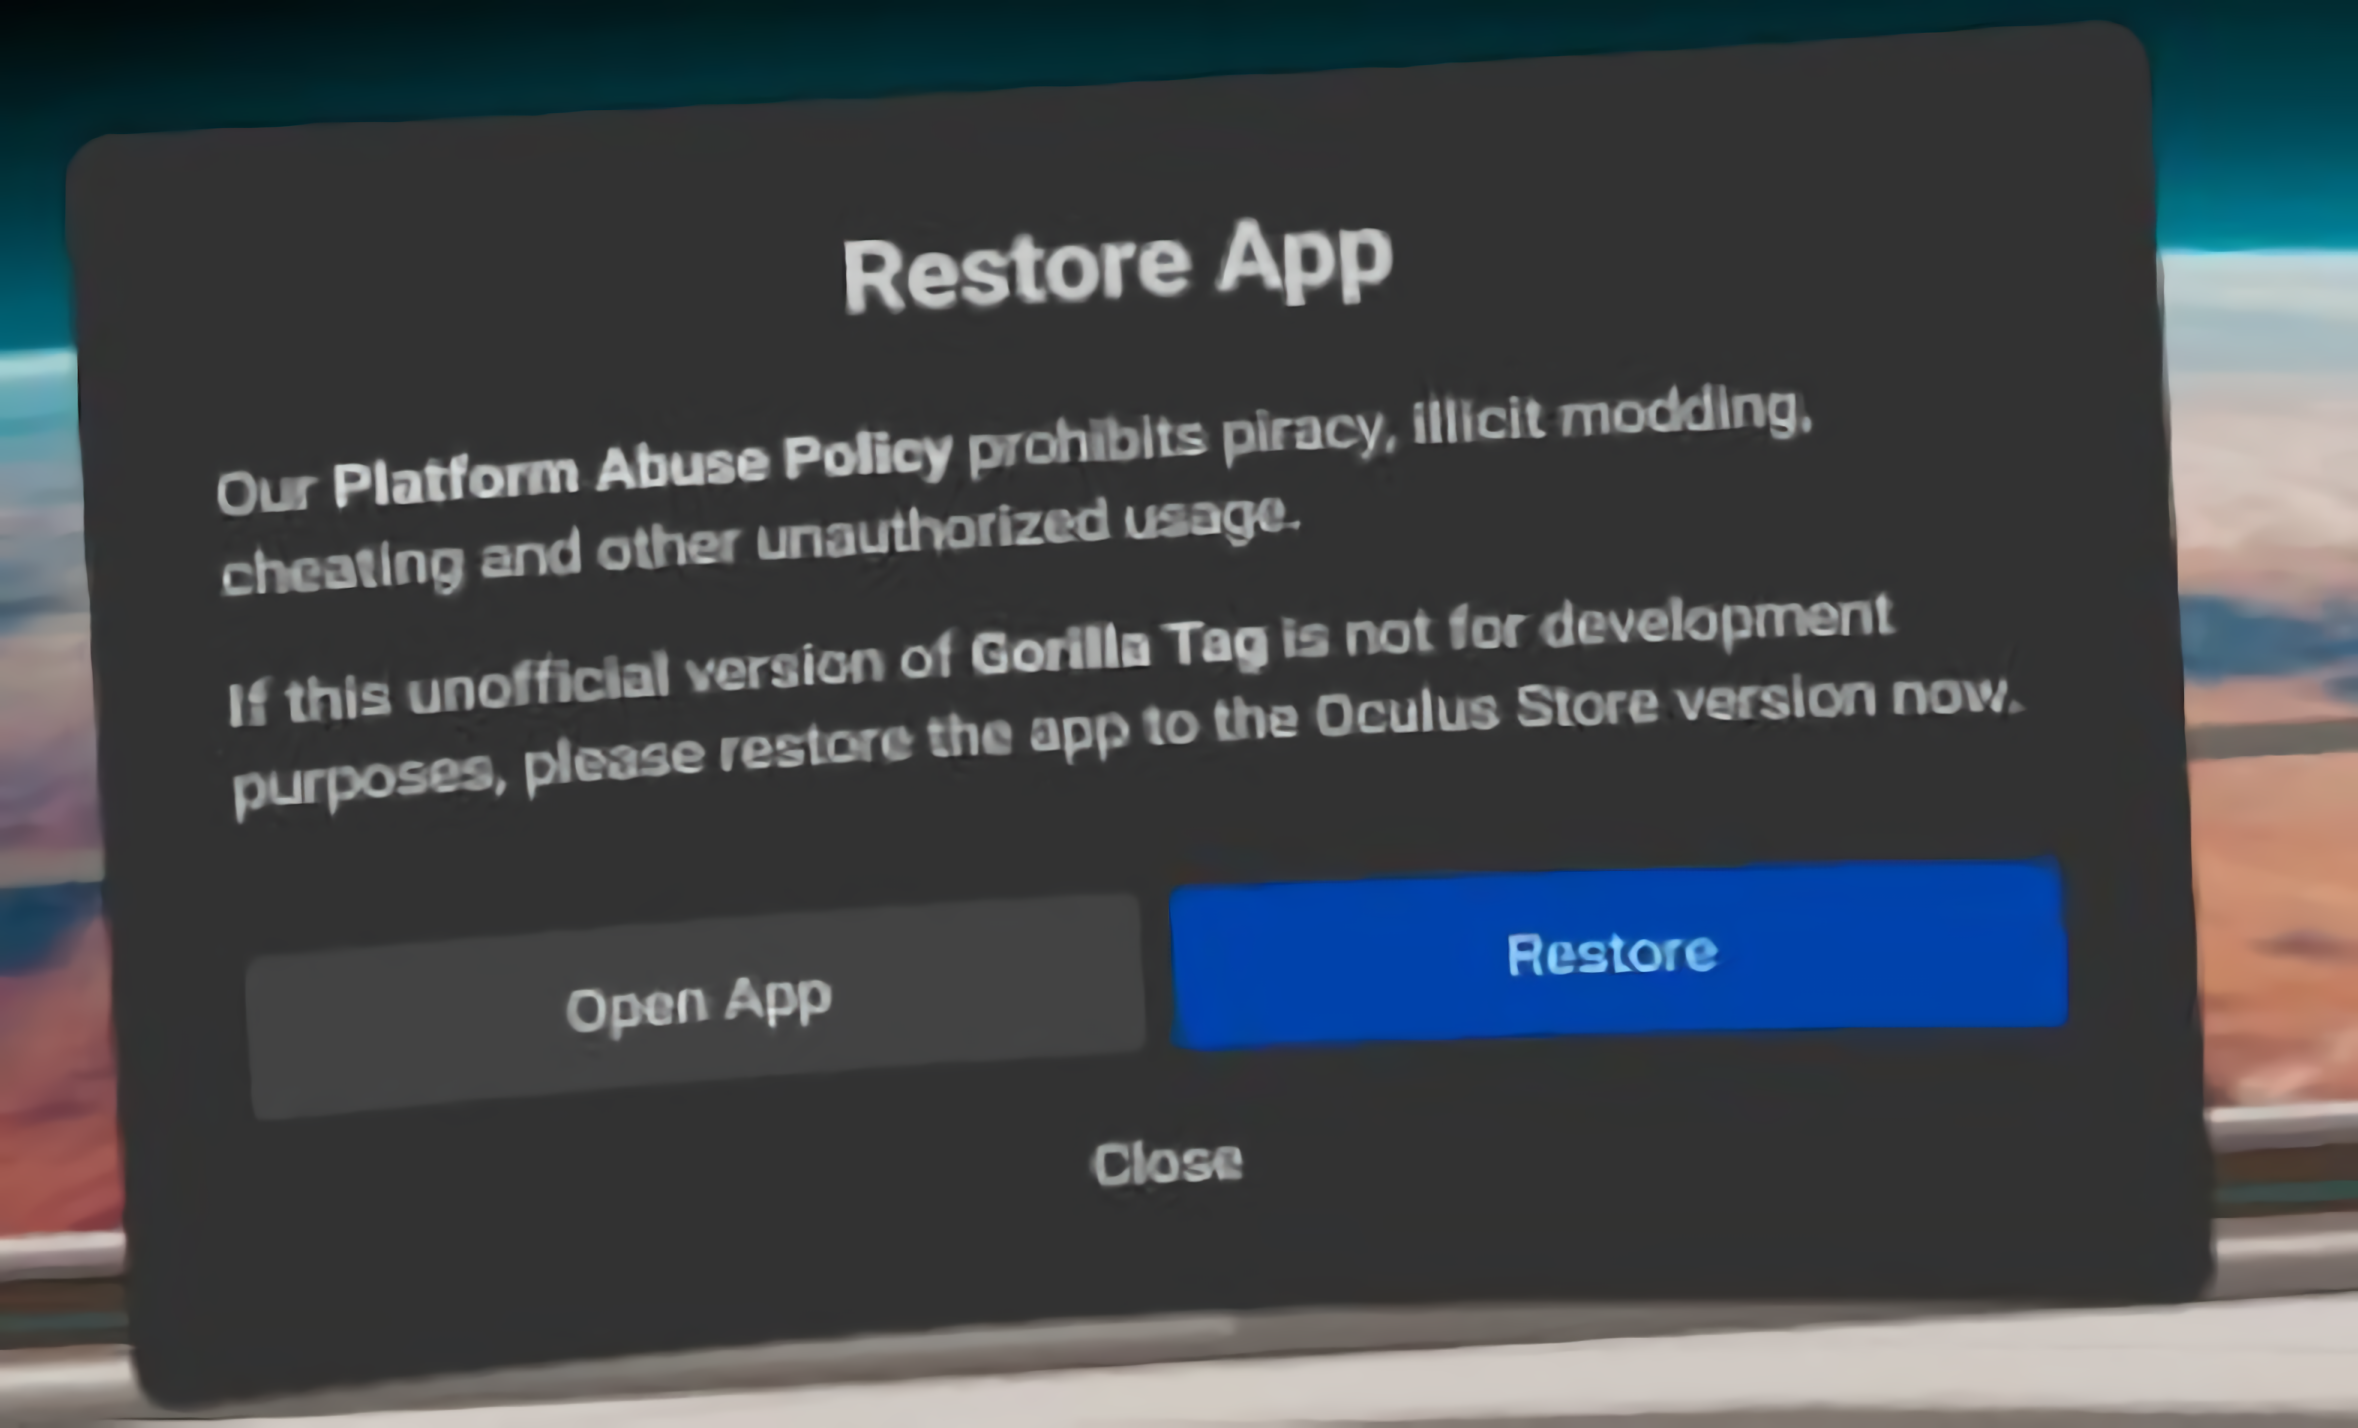 Restore App
Our Platform Abuse Policy prohibits piracy, illicit modding,
cheating and other unauthorized usage.
If this unofficial version of Gorilla Tag is not for development
purposes, please restore the app to the Oculus Store version now.
Open App
Restore
Close